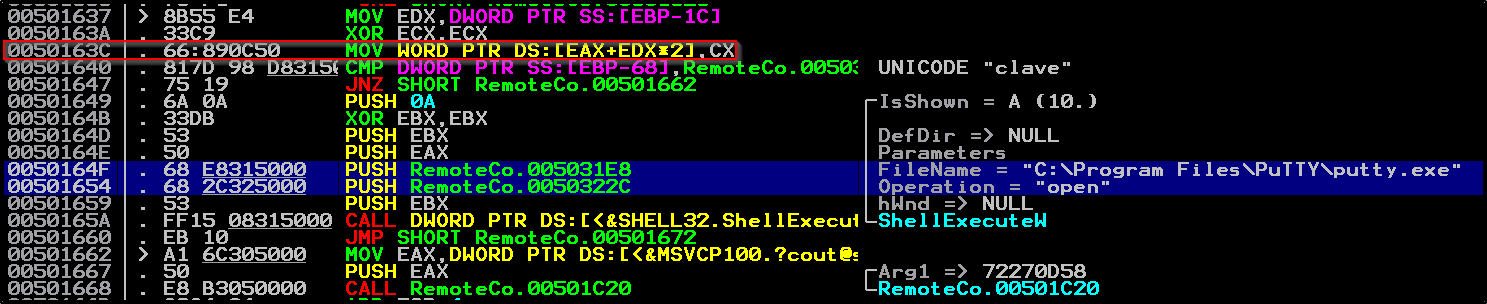 00501637 > 8B55 E4 MOV EDX,DWORD PTR SS:[EBP-1C]
0050163A . 33C9 XOR ECX,ECX
0050163C . 66:890C50 MOV WORD PTR DS:[EAX+EDX*2],CX
00501640 . 817D 98 D8315000 CMP DWORD PTR SS:[EBP-68],RemoteCo.00503 UNICODE "clave"
00501647 . 75 19 JNZ SHORT RemoteCo.00501662
00501649 . 6A 0A PUSH 0A IsShown = A (10.)
0050164B . 33DB XOR EBX,EBX
0050164D . 53 PUSH EBX DefDir => NULL
0050164E . 50 PUSH EAX Parameters
0050164F . 68 E8315000 PUSH RemoteCo.005031E8 FileName = "C:\Program Files\PuTTY\putty.exe"
00501654 . 68 2C325000 PUSH RemoteCo.0050322C Operation = "open"
00501659 . 53 PUSH EBX hWnd => NULL
0050165A . FF15 08315000 CALL DWORD PTR DS:[<&SHELL32.ShellExecut ShellExecuteW
00501660 . EB 10 JMP SHORT RemoteCo.00501672
00501662 > A1 6C305000 MOV EAX,DWORD PTR DS:[<&MSVCP100.?cout@s
00501667 . 50 PUSH EAX Arg1 => 72270D58
00501668 . E8 B3050000 CALL RemoteCo.00501C20 RemoteCo.00501C20